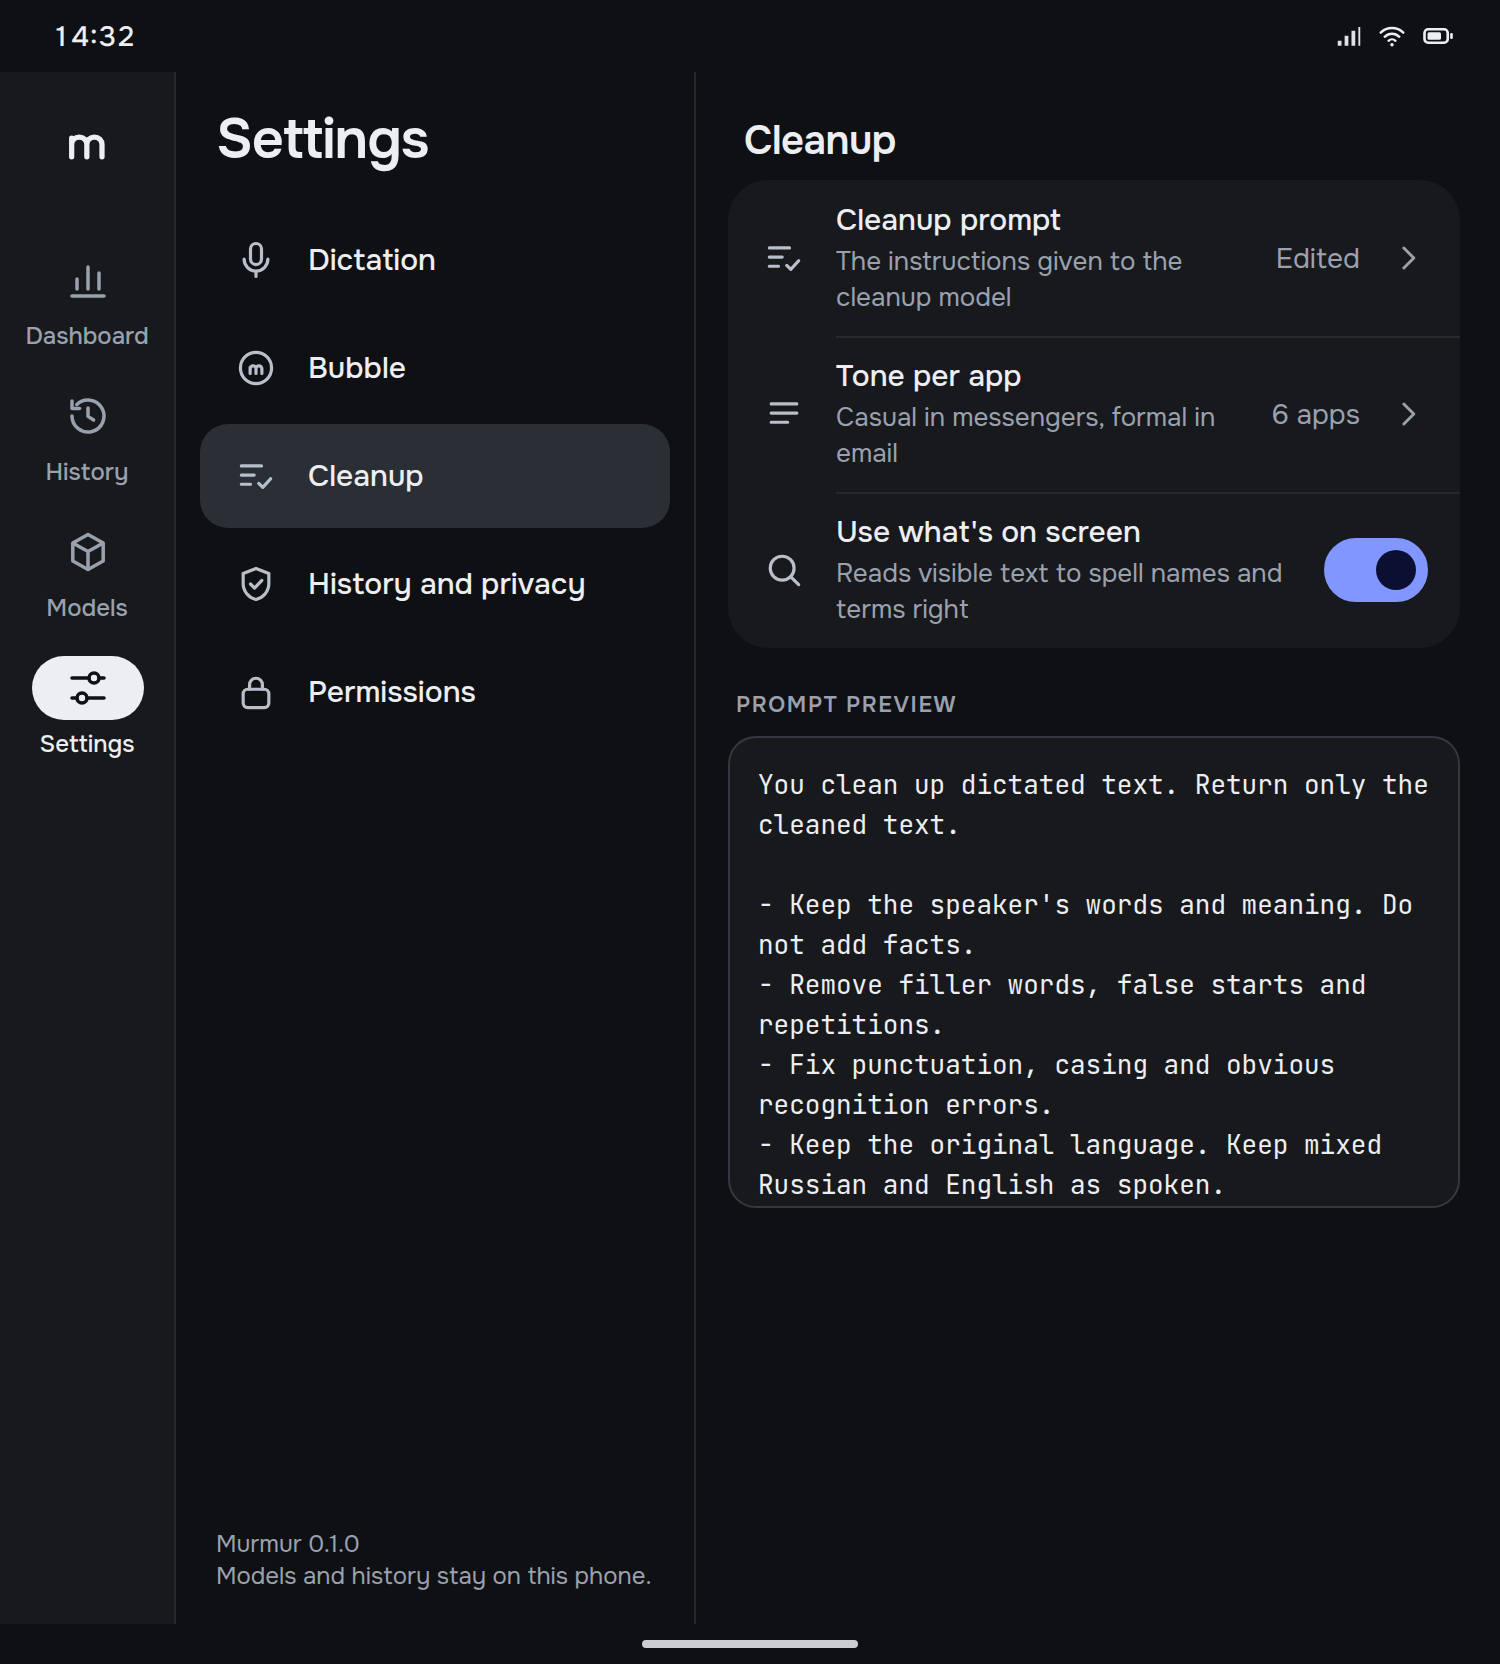 14:32
m
Dashboard
History
Models
Settings
Settings
Dictation
m
Bubble
Cleanup
History and privacy
Permissions
Murmur 0.1.0
Models and history stay on this phone.
Cleanup
Cleanup prompt
The instructions given to the
cleanup model
Edited
Tone per app
Casual in messengers, formal in
email
6 apps
Use what's on screen
Reads visible text to spell names and
terms right
PROMPT PREVIEW
You clean up dictated text. Return only the
cleaned text.
- Keep the speaker's words and meaning. Do
not add facts.
- Remove filler words, false starts and
repetitions.
- Fix punctuation, casing and obvious
recognition errors.
- Keep the original language. Keep mixed
Russian and English as spoken.